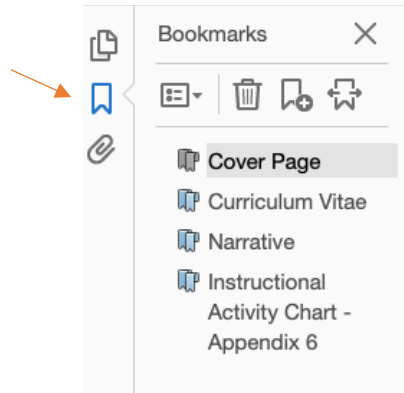 Bookmarks
Cover Page
Curriculum Vitae
Narrative
Instructional
Activity Chart -
Appendix 6